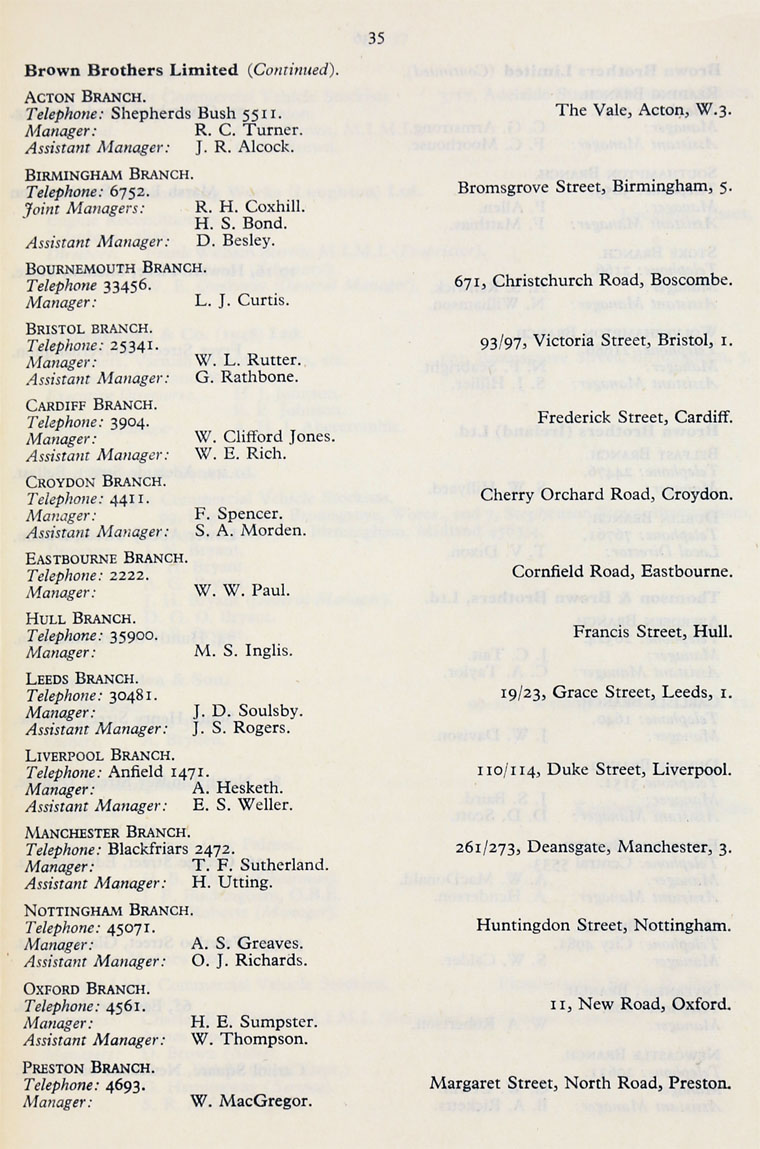 35
Brown Brothers Limited (Continued).
ACTON BRANCH.
Telephone: Shepherds Bush 5511. The Vale, Acton, W.3.
Manager: R. C. Turner.
Assistant Manager: J. R. Alcock.
BIRMINGHAM BRANCH.
Telephone: 6752. Bromsgrove Street, Birmingham, 5.
Joint Managers: R. H. Coxhill.
H. S. Bond.
Assistant Manager: D. Besley.
BOURNEMOUTH BRANCH.
Telephone 33456. 671, Christchurch Road, Boscombe.
Manager: L. J. Curtis.
BRISTOL BRANCH.
Telephone: 25341. 93/97, Victoria Street, Bristol, 1.
Manager: W. L. Rutter.
Assistant Manager: G. Rathbone.
CARDIFF BRANCH.
Telephone: 3904. Frederick Street, Cardiff.
Manager: W. Clifford Jones.
Assistant Manager: W. E. Rich.
CROYDON BRANCH.
Telephone: 4411. Cherry Orchard Road, Croydon.
Manager: F. Spencer.
Assistant Manager: S. A. Morden.
EASTBOURNE BRANCH.
Telephone: 2222. Cornfield Road, Eastbourne.
Manager: W. W. Paul.
HULL BRANCH.
Telephone: 35900. Francis Street, Hull.
Manager: M. S. Inglis.
LEEDS BRANCH.
Telephone: 30481. 19/23, Grace Street, Leeds, 1.
Manager: J. D. Soulsby.
Assistant Manager: J. S. Rogers.
LIVERPOOL BRANCH.
Telephone: Anfield 1471. 110/114, Duke Street, Liverpool.
Manager: A. Hesketh.
Assistant Manager: E. S. Weller.
MANCHESTER BRANCH.
Telephone: Blackfriars 2472. 261/273, Deansgate, Manchester, 3.
Manager: T. F. Sutherland.
Assistant Manager: H. Utting.
NOTTINGHAM BRANCH.
Telephone: 45071. Huntingdon Street, Nottingham.
Manager: A. S. Greaves.
Assistant Manager: O. J. Richards.
OXFORD BRANCH.
Telephone: 4561. 11, New Road, Oxford.
Manager: H. E. Sumpster.
Assistant Manager: W. Thompson.
PRESTON BRANCH.
Telephone: 4693. Margaret Street, North Road, Preston.
Manager: W. MacGregor.